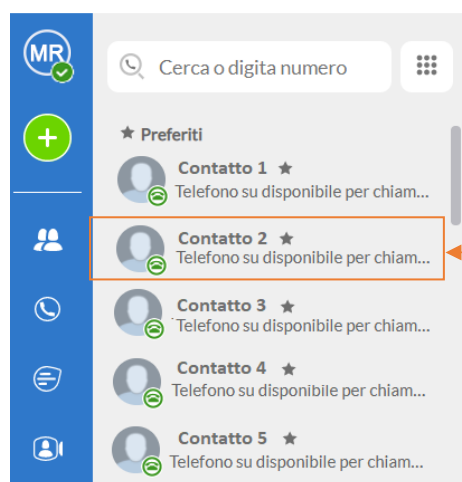 MR
Cerca o digita numero
Preferiti
Contatto 1
Telefono su disponibile per chiam...
Contatto 2
Telefono su disponibile per chiam...
Contatto 3
Telefono su disponibile per chiam...
Contatto 4
Telefono su disponibile per chiam...
Contatto 5
Telefono su disponibile per chiam...